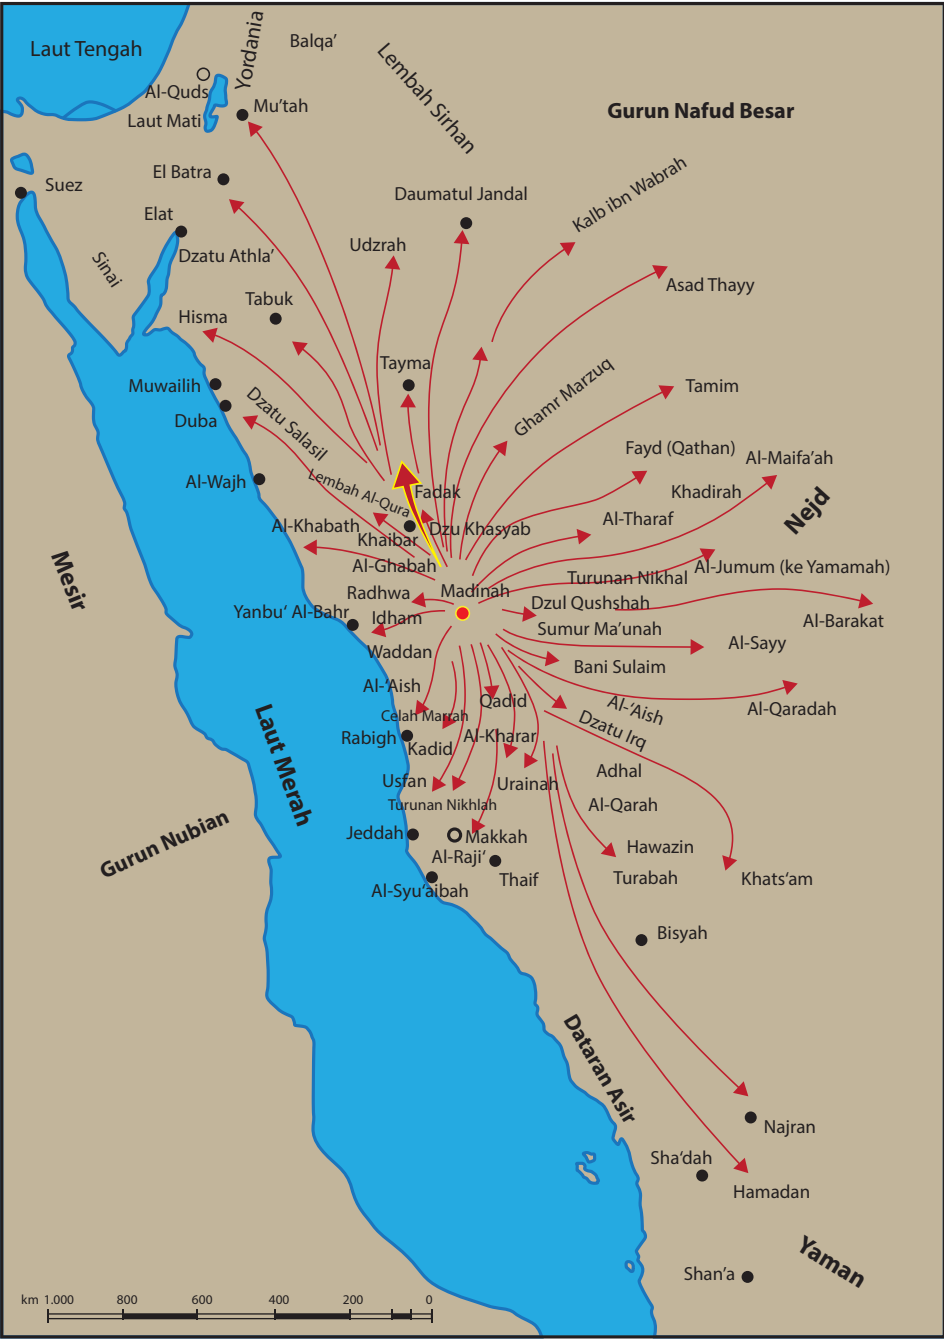 Laut Tengah
Yordania
Balqa’
Lembah Sirhan
Al-Quds
Mu’tah
Laut Mati
Gurun Nafud Besar
El Batra
Suez
Daumatul Jandal
Kalb ibn Wabrah
Elat
Udzrah
Dzatu Athla’
Sinai
Asad Thayy
Tabuk
Hisma
Tayma
Ghamr Marzuq
Tamim
Muwailih
Duba
Dzatu Salasil
Fayd (Qathan)
Al-Maifa’ah
Al-Wajh
Lembah Al-Qura
Fadak
Khadirah
Nejd
Al-Khabath
Khaibar
Dzu Khasyab
Al-Tharaf
Mesir
Al-Ghabah
Turunan Nikhal
Al-Jumum (ke Yamamah)
Radhwa
Madinah
Dzul Qushshah
Yanbu’ Al-Bahr
Idham
Sumur Ma’unah
Al-Barakat
Waddan
Al-Sayy
Bani Sulaim
Al-‘Aish
Qadid
Al-‘Aish
Al-Qaradah
Celah Marrah
Dzatu Irq
Rabigh
Kadid
Al-Kharar
Laut Merah
Usfan
Urainah
Adhal
Turunan Nikhlah
Al-Qarah
Gurun Nubian
Jeddah
Makkah
Al-Raji‘
Hawazin
Thaif
Turabah
Khats‘am
Al-Syu‘aibah
Bisyah
Dataran Asir
Najran
Sha‘dah
Hamadan
Yaman
Shan’a
km 1.000 800 600 400 200 0